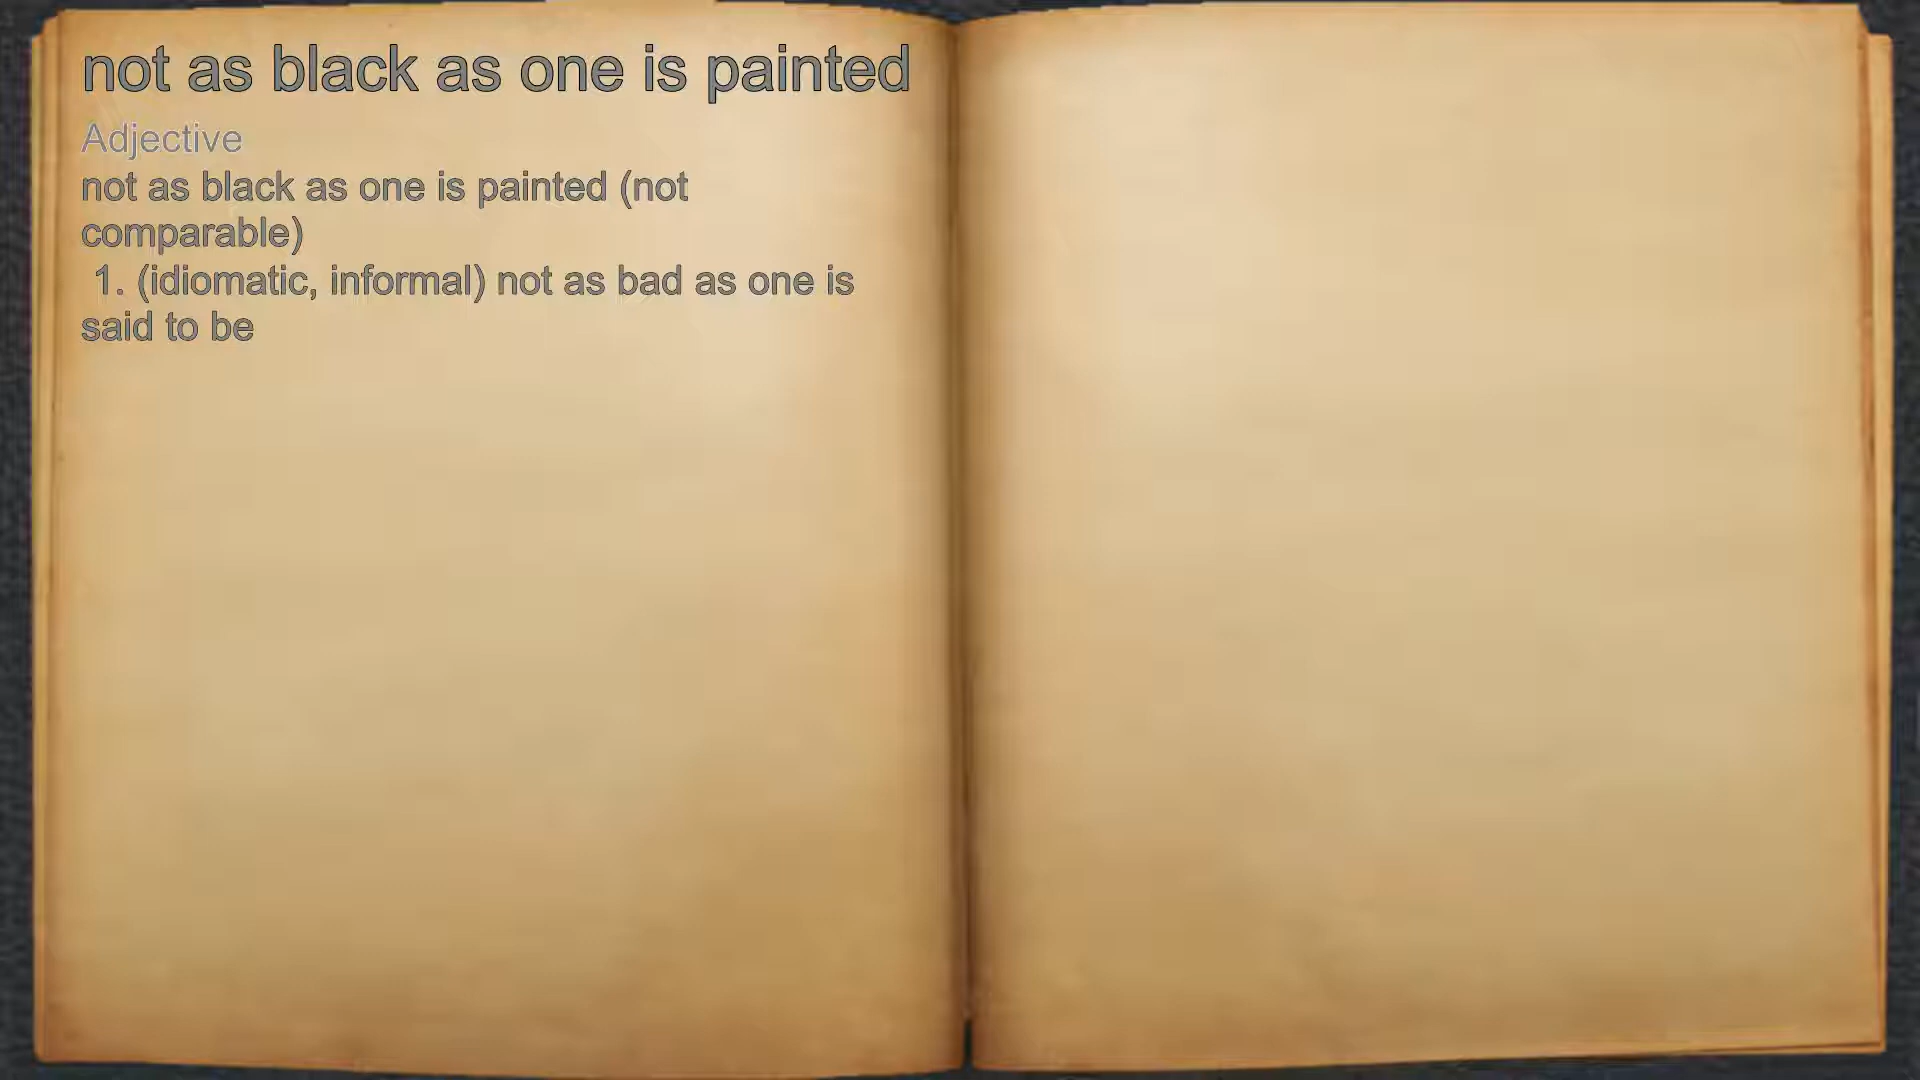 not as black as one is painted
Adjective
not as black as one is painted (not
comparable)
1. (idiomatic, informal) not as bad as one is
said to be